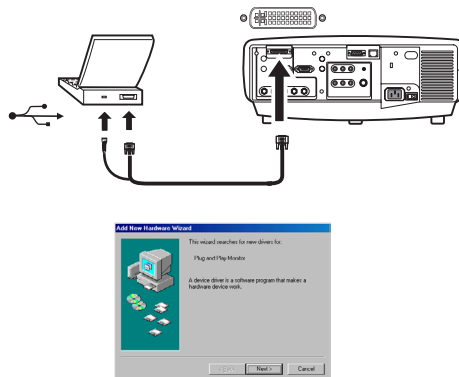 Add New Hardware Wizard
This wizard searches for new drivers for:
Plug and Play Monitor
A device driver is a software program that makes a
hardware device work.
< Back
Next >
Cancel